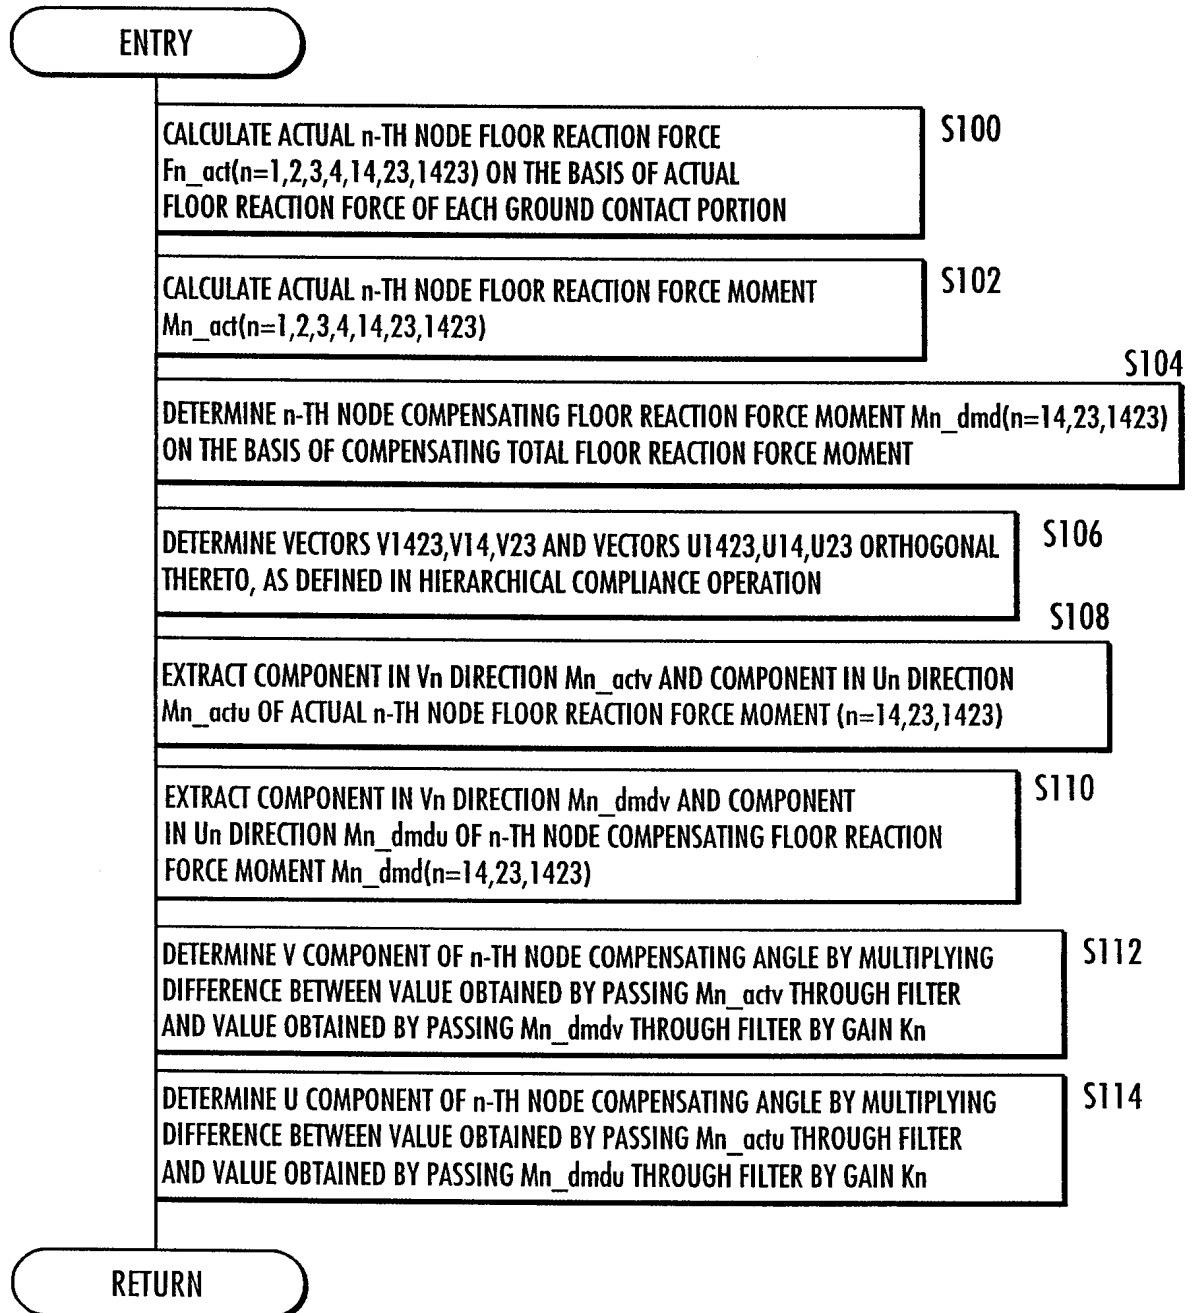 ENTRY
S100
CALCULATE ACTUAL n-TH NODE FLOOR REACTION FORCE
Fn_act(n=1,2,3,4,14,23,1423) ON THE BASIS OF ACTUAL
FLOOR REACTION FORCE OF EACH GROUND CONTACT PORTION
S102
CALCULATE ACTUAL n-TH NODE FLOOR REACTION FORCE MOMENT
Mn_act(n=1,2,3,4,14,23,1423)
S104
DETERMINE n-TH NODE COMPENSATING FLOOR REACTION FORCE MOMENT Mn_dmd(n=14,23,1423)
ON THE BASIS OF COMPENSATING TOTAL FLOOR REACTION FORCE MOMENT
S106
DETERMINE VECTORS V1423,V14,V23 AND VECTORS U1423,U14,U23 ORTHOGONAL
THERETO, AS DEFINED IN HIERARCHICAL COMPLIANCE OPERATION
S108
EXTRACT COMPONENT IN Vn DIRECTION Mn_actv AND COMPONENT IN Un DIRECTION
Mn_actu OF ACTUAL n-TH NODE FLOOR REACTION FORCE MOMENT (n=14,23,1423)
S110
EXTRACT COMPONENT IN Vn DIRECTION Mn_dmdv AND COMPONENT
IN Un DIRECTION Mn_dmdu OF n-TH NODE COMPENSATING FLOOR REACTION
FORCE MOMENT Mn_dmd(n=14,23,1423)
S112
DETERMINE V COMPONENT OF n-TH NODE COMPENSATING ANGLE BY MULTIPLYING
DIFFERENCE BETWEEN VALUE OBTAINED BY PASSING Mn_actv THROUGH FILTER
AND VALUE OBTAINED BY PASSING Mn_dmdv THROUGH FILTER BY GAIN Kn
S114
DETERMINE U COMPONENT OF n-TH NODE COMPENSATING ANGLE BY MULTIPLYING
DIFFERENCE BETWEEN VALUE OBTAINED BY PASSING Mn_actu THROUGH FILTER
AND VALUE OBTAINED BY PASSING Mn_dmdu THROUGH FILTER BY GAIN Kn
RETURN